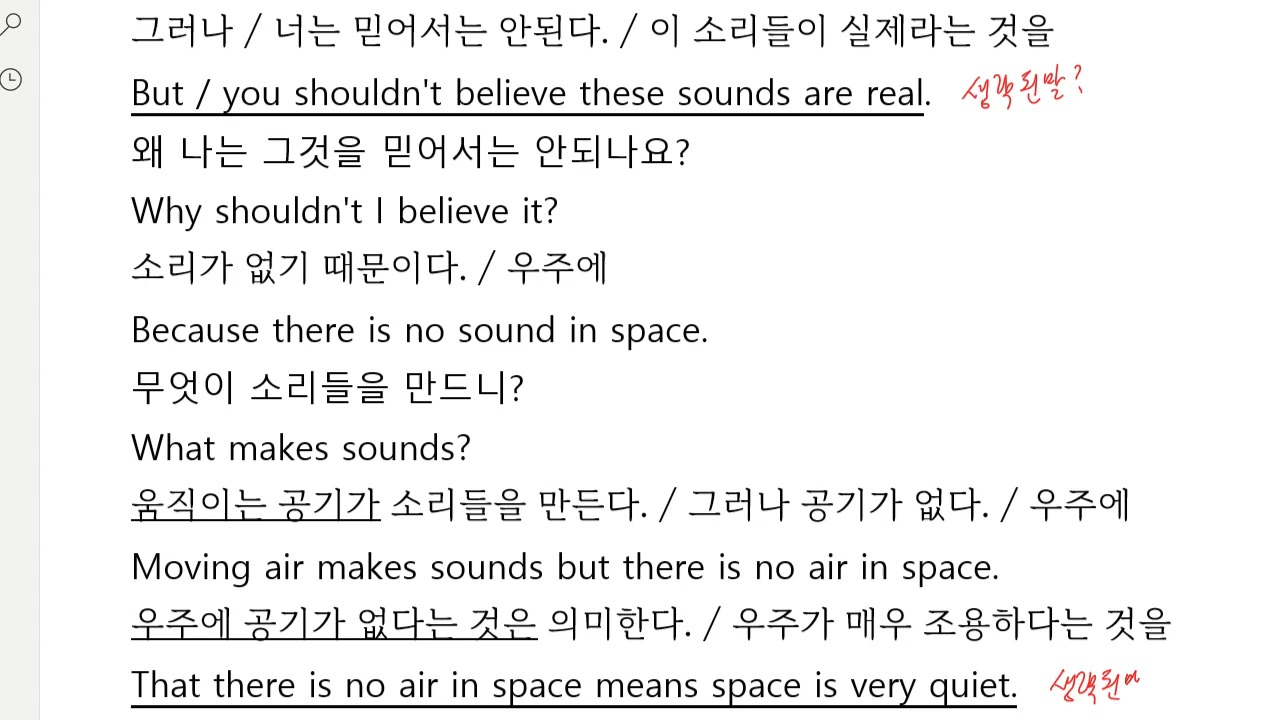 그러나 / 너는 믿어서는 안된다. / 이 소리들이 실제라는 것을
But / you shouldn't believe these sounds are real. 생략된말?
왜 나는 그것을 믿어서는 안되나요?
Why shouldn't I believe it?
소리가 없기 때문이다. / 우주에
Because there is no sound in space.
무엇이 소리들을 만드니?
What makes sounds?
움직이는 공기가 소리들을 만든다. / 그러나 공기가 없다. / 우주에
Moving air makes sounds but there is no air in space.
우주에 공기가 없다는 것은 의미한다. / 우주가 매우 조용하다는 것을
That there is no air in space means space is very quiet. 생략된